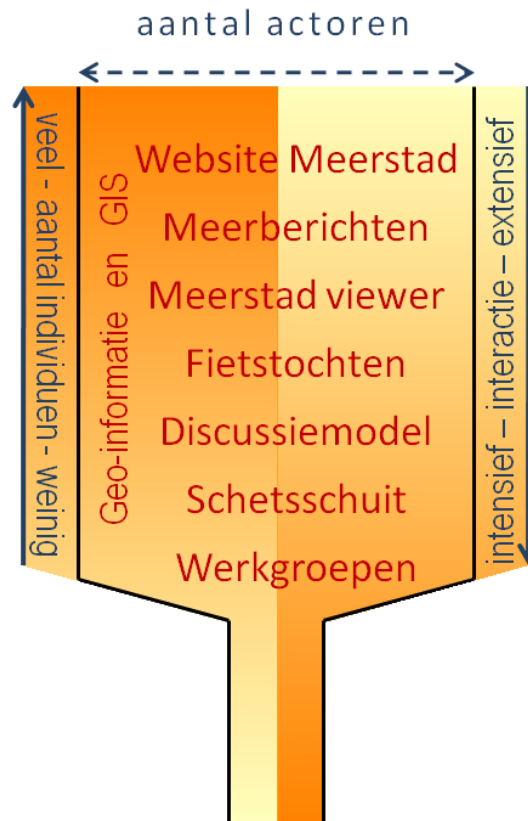 aantal actoren
veel - aantal individuen - weinig
Geo-informatie en GIS
Website Meerstad
Meerberichten
Meerstad viewer
Fietstochten
Discussiemodel
Schetsschuit
Werkgroepen
intensief – interactie – extensief